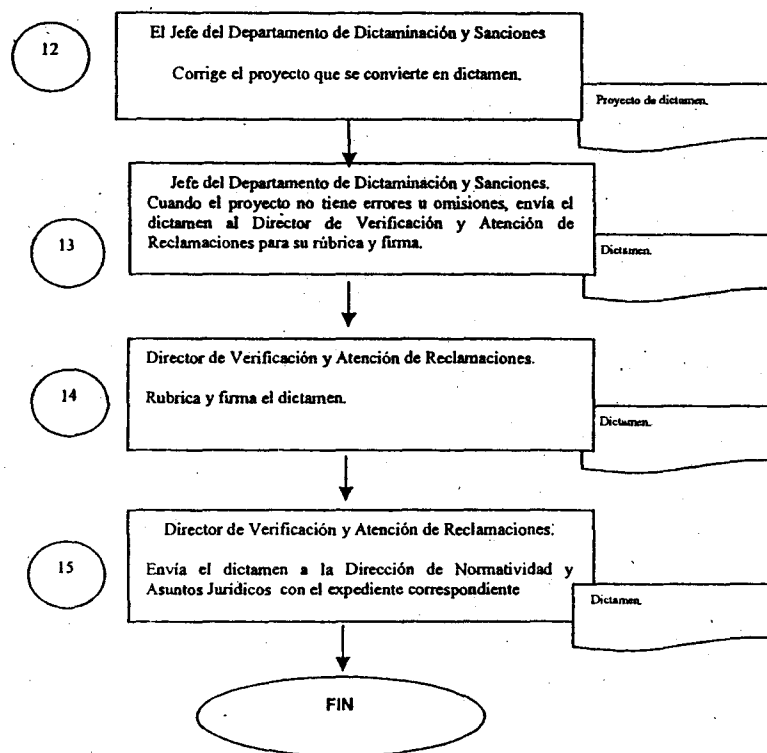 12
El Jefe del Departamento de Dictaminación y Sanciones
Corrige el proyecto que se convierte en dictamen.
Proyecto de dictamen.
13
Jefe del Departamento de Dictaminación y Sanciones.
Cuando el proyecto no tiene errores u omisiones, envía el
dictamen al Director de Verificación y Atención de
Reclamaciones para su rúbrica y firma.
Dictamen.
14
Director de Verificación y Atención de Reclamaciones.
Rubrica y firma el dictamen.
Dictamen.
15
Director de Verificación y Atención de Reclamaciones.
Envía el dictamen a la Dirección de Normatividad y
Asuntos Jurídicos con el expediente correspondiente
Dictamen.
FIN